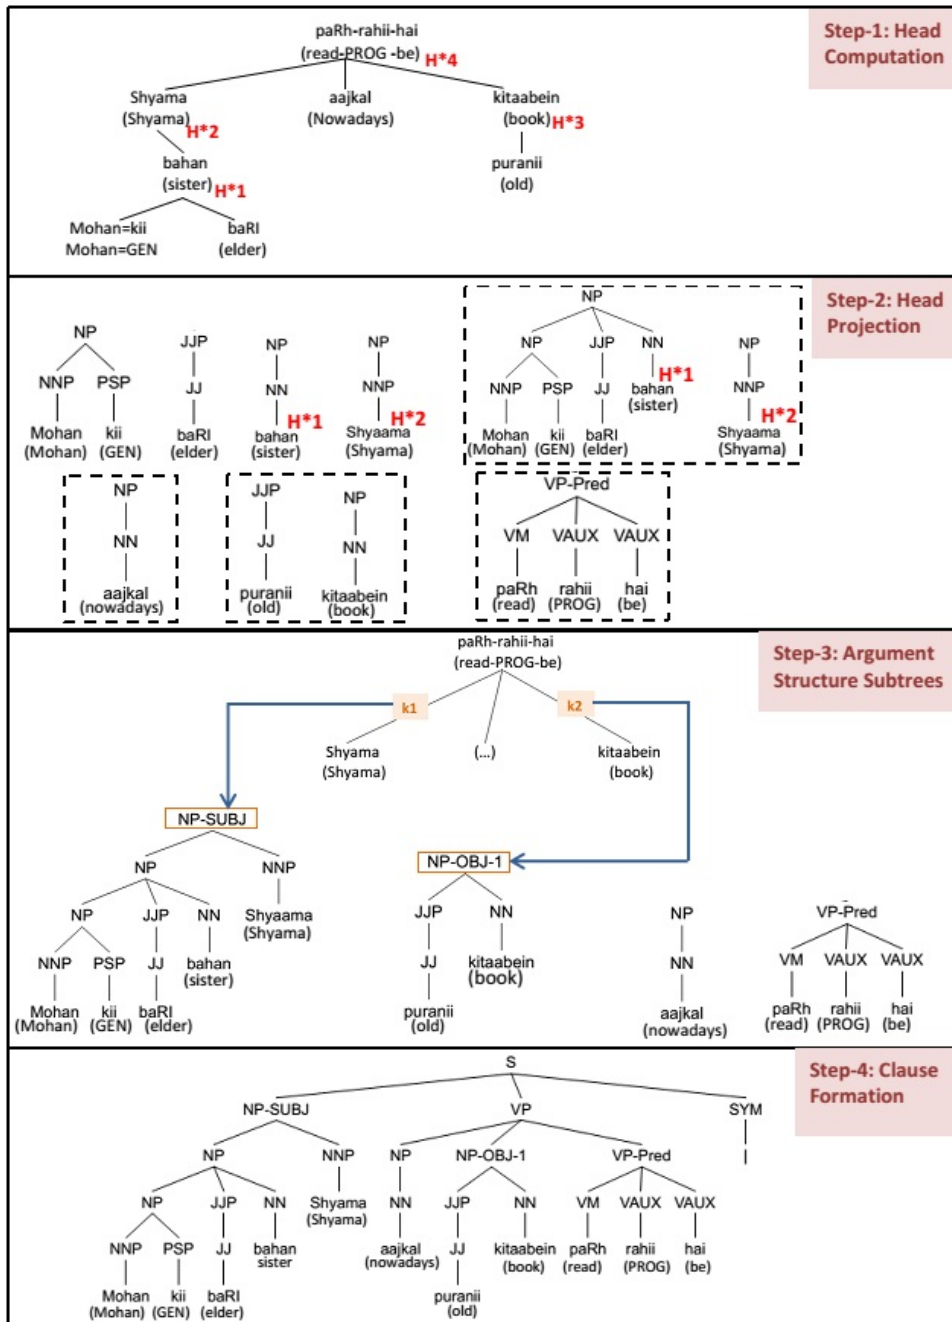 paRh-rahii-hai
(read-PROG -be) H*4
Step-1: Head
Computation
Shyama aajkal kitaabein
(Shyama) (Nowadays) (book)
H*2 H*3
bahan puranii
(sister) (old)
H*1
Mohan=kii baRI
Mohan=GEN (elder)
Step-2: Head
Projection
NP
NP JJP NP NP NP JJP NN NP
NNP PSP JJ NN NNP NNP PSP JJ bahan NNP
H*1
(sister)
Mohan kii baRI bahan H*1 Shyaama H*2 Mohan kii baRI Shyaama H*2
(Mohan) (GEN) (elder) (sister) (Shyaama) (Mohan) (GEN) (elder) (Shyaama)
NP JJP NP VP-Pred
NN JJ NN VM VAUX VAUX
aajkal puranii kitaabein paRh rahii hai
(nowadays) (old) (book) (read) (PROG) (be)
paRh-rahii-hai
(read-PROG-be)
Step-3: Argument
Structure Subtrees
k1 k2
Shyama (...) kitaabein
(Shyama) (book)
NP-SUBJ
NP NNP NP-OBJ-1
NP JJP NN Shyaama JJP NN NP VP-Pred
(Shyama)
NNP PSP JJ bahan JJ kitaabein NN VM VAUX VAUX
(sister) (book)
Mohan kii baRI puranii aajkal paRh rahii hai
(Mohan) (GEN) (elder) (old) (nowadays) (read) (PROG) (be)
S
Step-4: Clause
Formation
NP-SUBJ VP SYM
NP NNP NP NP-OBJ-1 VP-Pred |
NP JJP NN Shyama NN JJP NN VM VAUX VAUX
(Shyama)
NNP PSP JJ bahan aajkal JJ kitaabein paRh rahii hai
sister (nowadays) (book) (read) (PROG) (be)
Mohan kii baRI puranii
(Mohan) (GEN) (elder) (old)